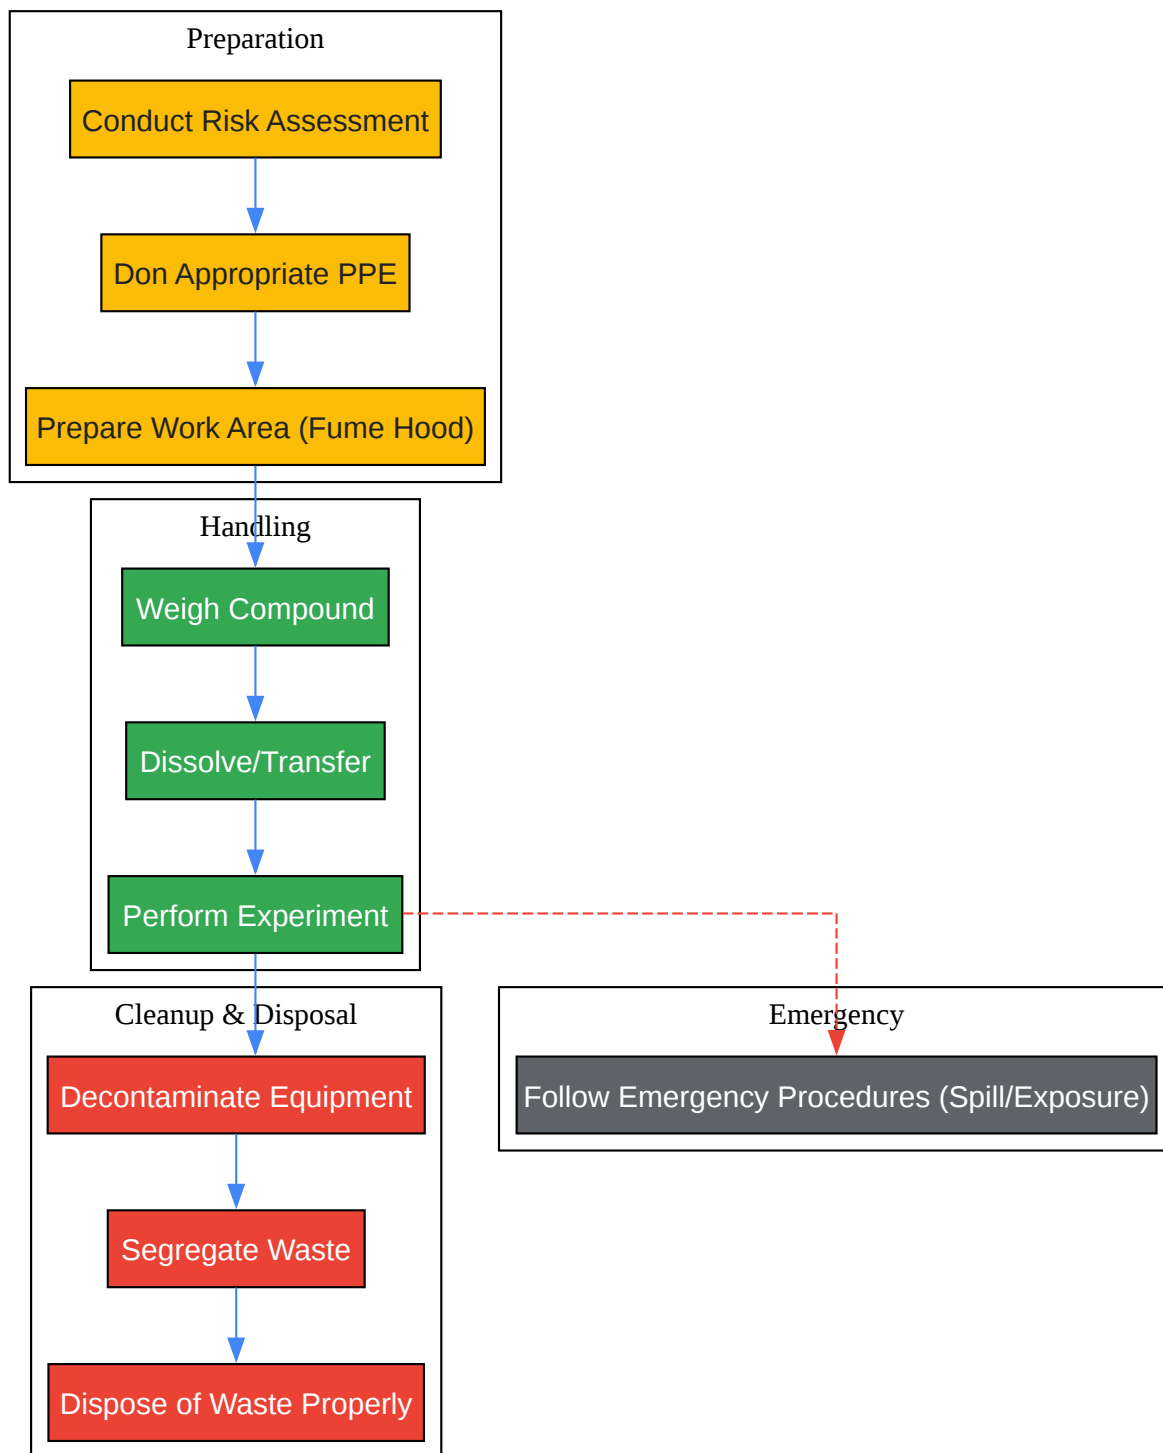 Preparation
Conduct Risk Assessment
Don Appropriate PPE
Prepare Work Area (Fume Hood)
Handling
Weigh Compound
Dissolve/Transfer
Perform Experiment
Cleanup & Disposal
Decontaminate Equipment
Segregate Waste
Dispose of Waste Properly
Emergency
Follow Emergency Procedures (Spill/Exposure)